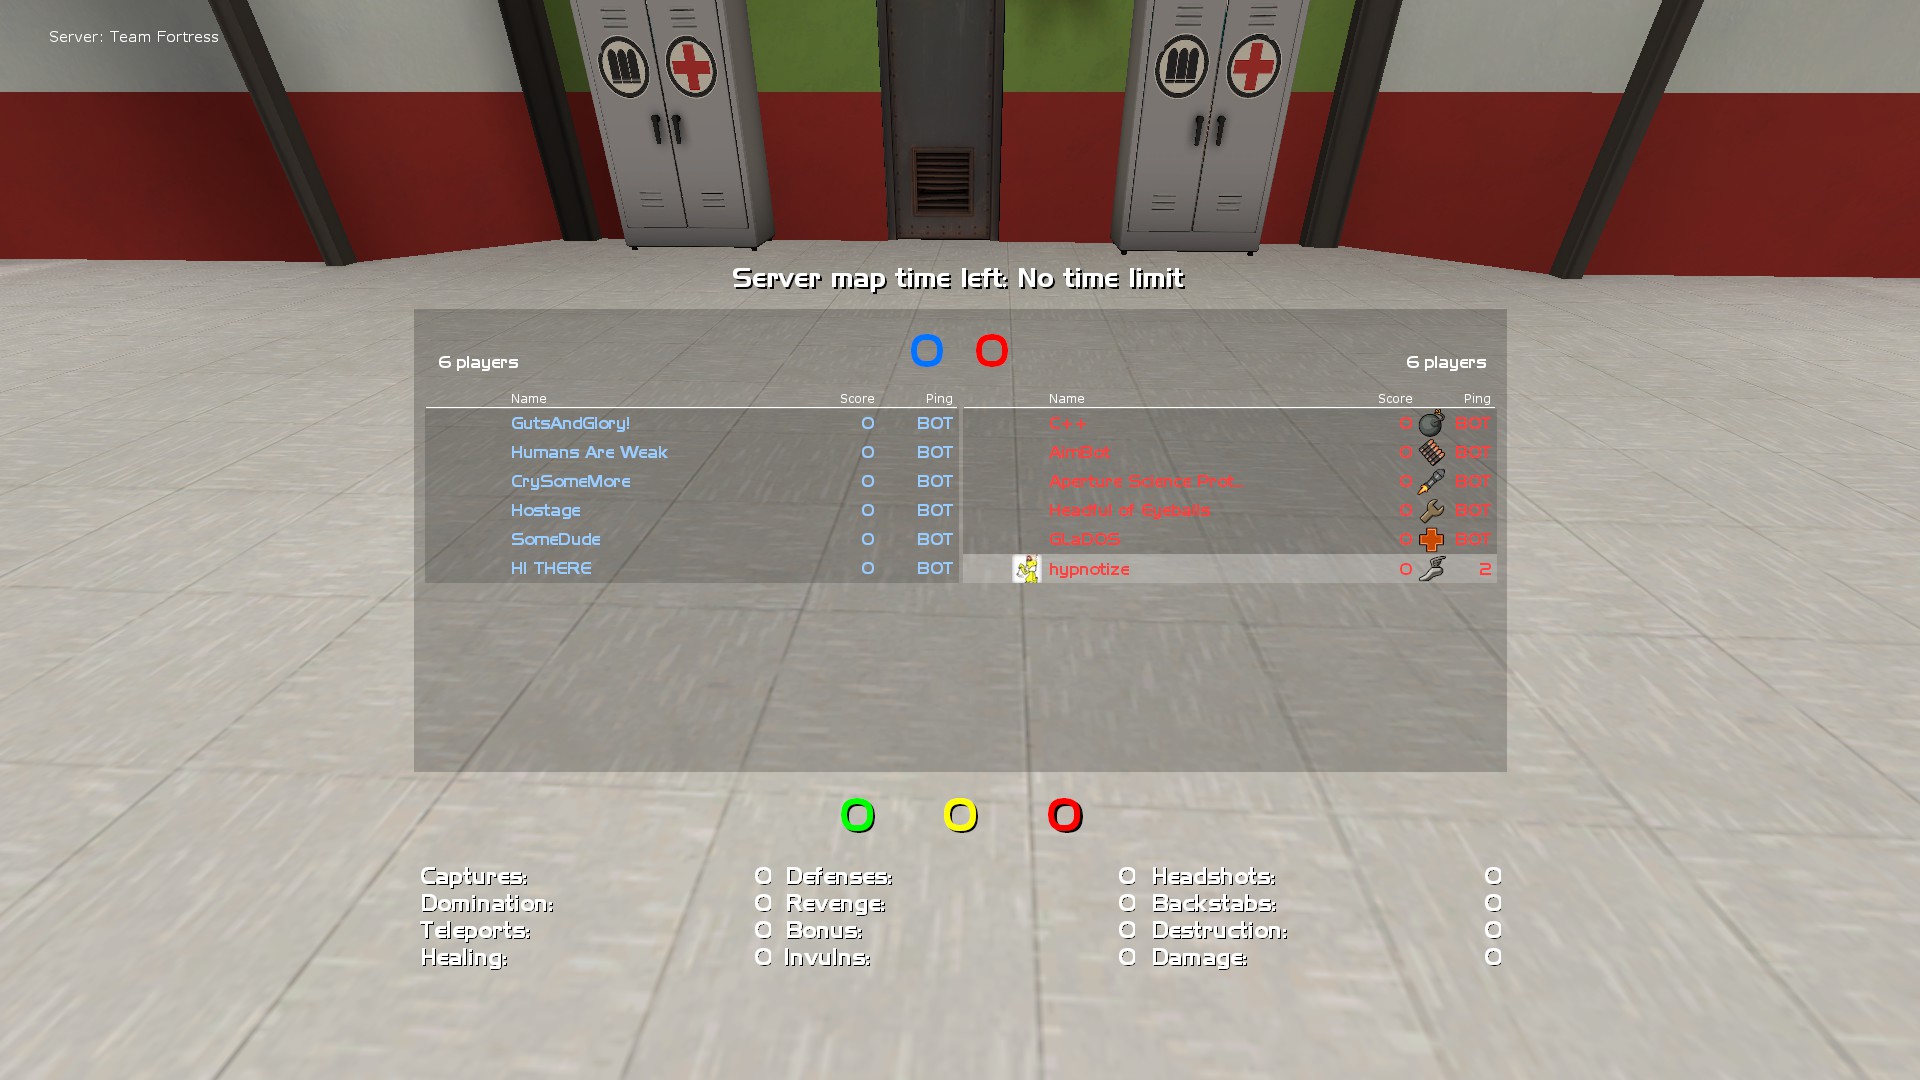 Server: Team Fortress
Server map time left: No time limit
6 players
0 0
6 players
Name Score Ping
GutsAndGlory! 0 BOT
Humans Are Weak 0 BOT
CrySomeMore 0 BOT
Hostage 0 BOT
SomeDude 0 BOT
HI THERE 0 BOT
Name Score Ping
C++ 0 BOT
AimBot 0 BOT
Aperture Science Prot... 0 BOT
Headful of Eyeballs 0 BOT
GLaDOS 0 BOT
hypnotize 0 2
0 0 0
Captures: 0 Defenses: 0 Headshots: 0
Domination: 0 Revenge: 0 Backstabs: 0
Teleports: 0 Bonus: 0 Destruction: 0
Healing: 0 Invulns: 0 Damage: 0